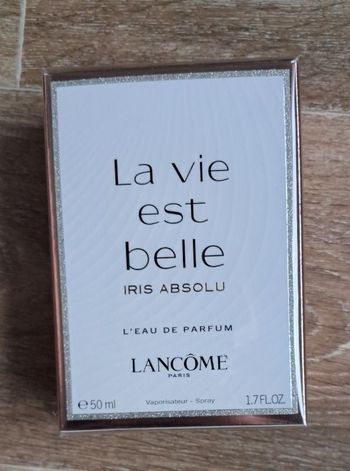 La vie
est
belle
IRIS ABSOLU
L'EAU DE PARFUM
LANCÔME
PARIS
℮ 50 ml Vaporisateur - Spray 1.7 FL.OZ.